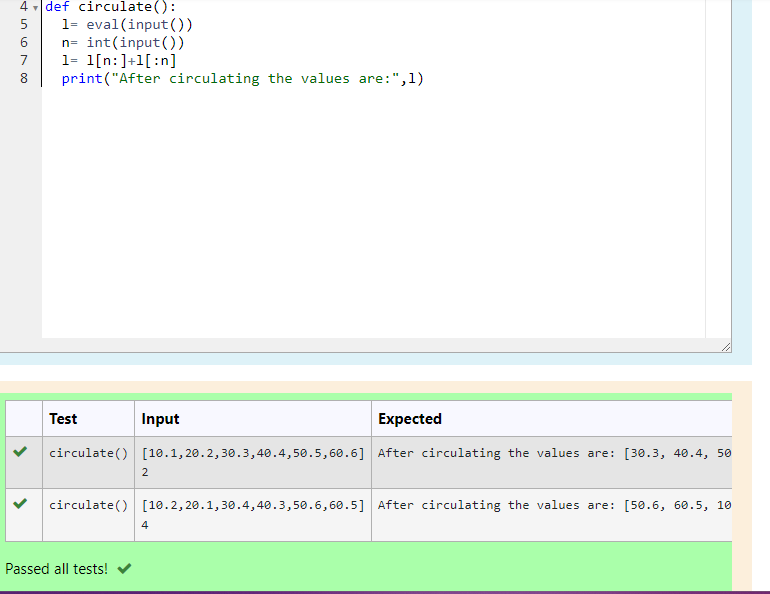 4 def circulate():
5 l= eval(input())
6 n= int(input())
7 l= l[n:]+l[:n]
8 print("After circulating the values are:",l)
Test Input Expected
circulate() [10.1,20.2,30.3,40.4,50.5,60.6] After circulating the values are: [30.3, 40.4, 50
2
circulate() [10.2,20.1,30.4,40.3,50.6,60.5] After circulating the values are: [50.6, 60.5, 10
4
Passed all tests!